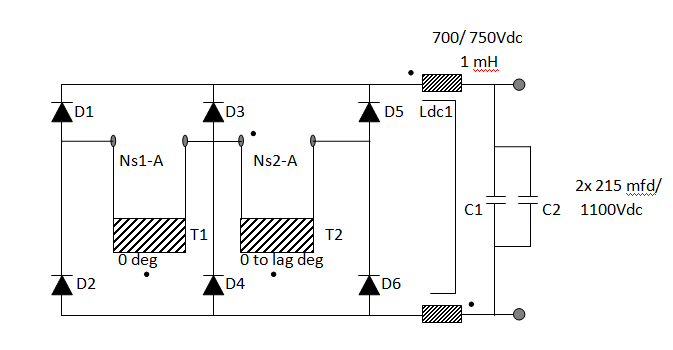 700/ 750Vdc
1 mH
D1
D3
D5
Ldc1
Ns1-A
Ns2-A
2x 215 mfd/
1100Vdc
C1
C2
T1
T2
0 deg
0 to lag deg
D2
D4
D6